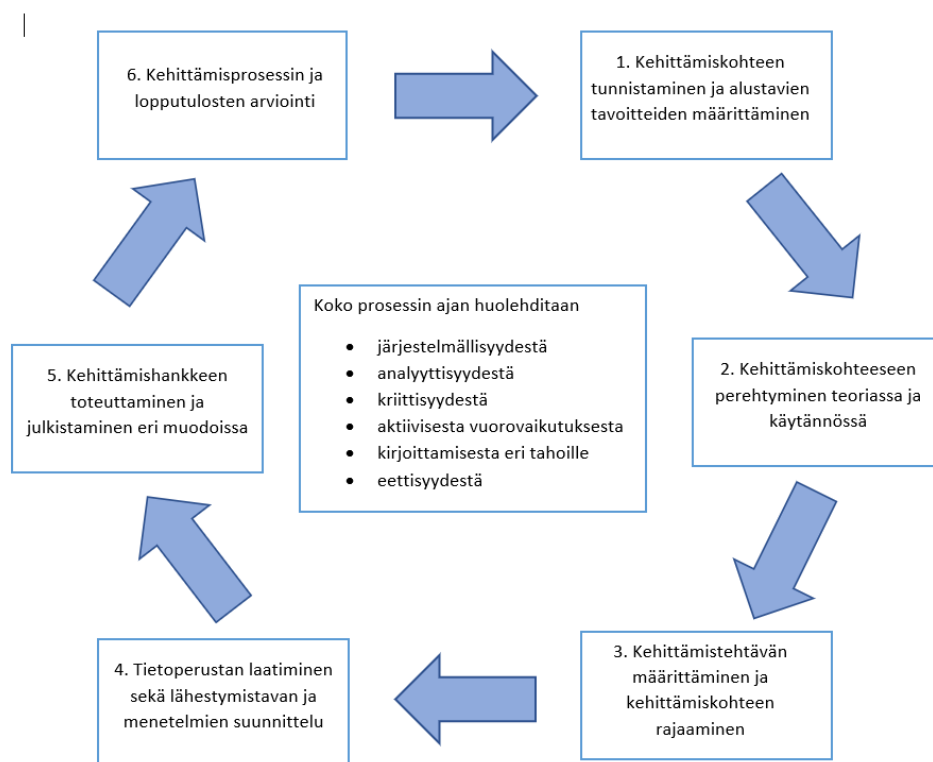 6. Kehittämisprosessin ja
lopputulosten arviointi
1. Kehittämiskohteen
tunnistaminen ja alustavien
tavoitteiden määrittäminen
Koko prosessin ajan huolehditaan
• järjestelmällisyydestä
• analyyttisyydestä
• kriittisyydestä
• aktiivisesta vuorovaikutuksesta
• kirjoittamisesta eri tahoille
• eettisyydestä
5. Kehittämishankkeen
toteuttaminen ja
julkistaminen eri muodoissa
2. Kehittämiskohteeseen
perehtyminen teoriassa ja
käytännössä
4. Tietoperustan laatiminen
sekä lähestymistavan ja
menetelmien suunnittelu
3. Kehittämistehtävän
määrittäminen ja
kehittämiskohteen
rajaaminen